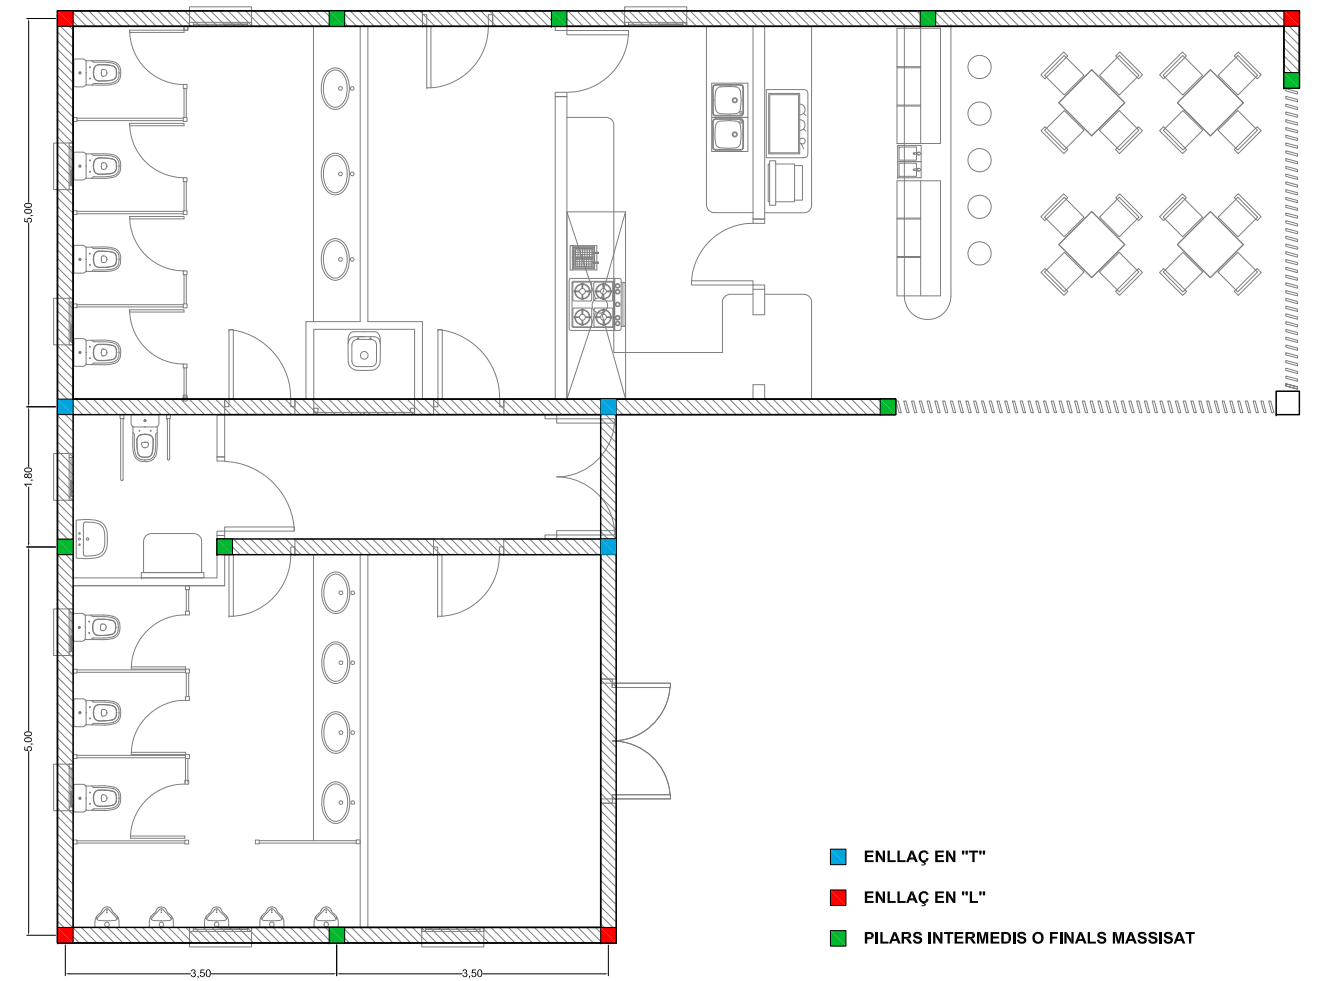 5,00
1,80
5,00
ENLLAÇ EN "T"
ENLLAÇ EN "L"
PILARS INTERMEDIS O FINALS MASSISAT
3,50
3,50